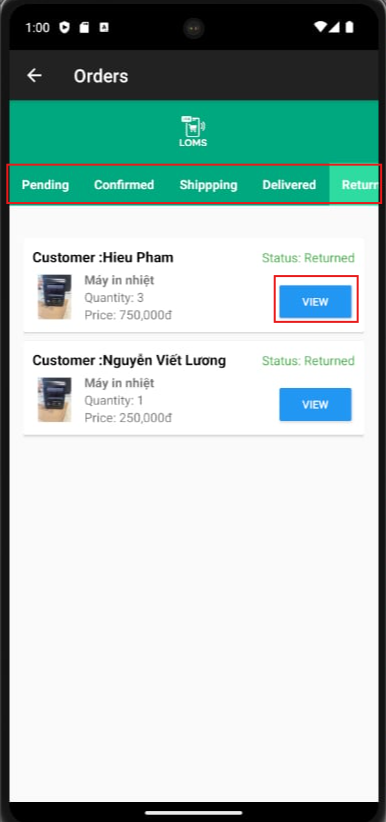 1:00
Orders
LOMS
Pending Confirmed Shippping Delivered Return
Customer :Hieu Pham Status: Returned
Máy in nhiệt
Quantity: 3
VIEW
Price: 750,000đ
Customer :Nguyễn Viết Lương Status: Returned
Máy in nhiệt
Quantity: 1
VIEW
Price: 250,000đ